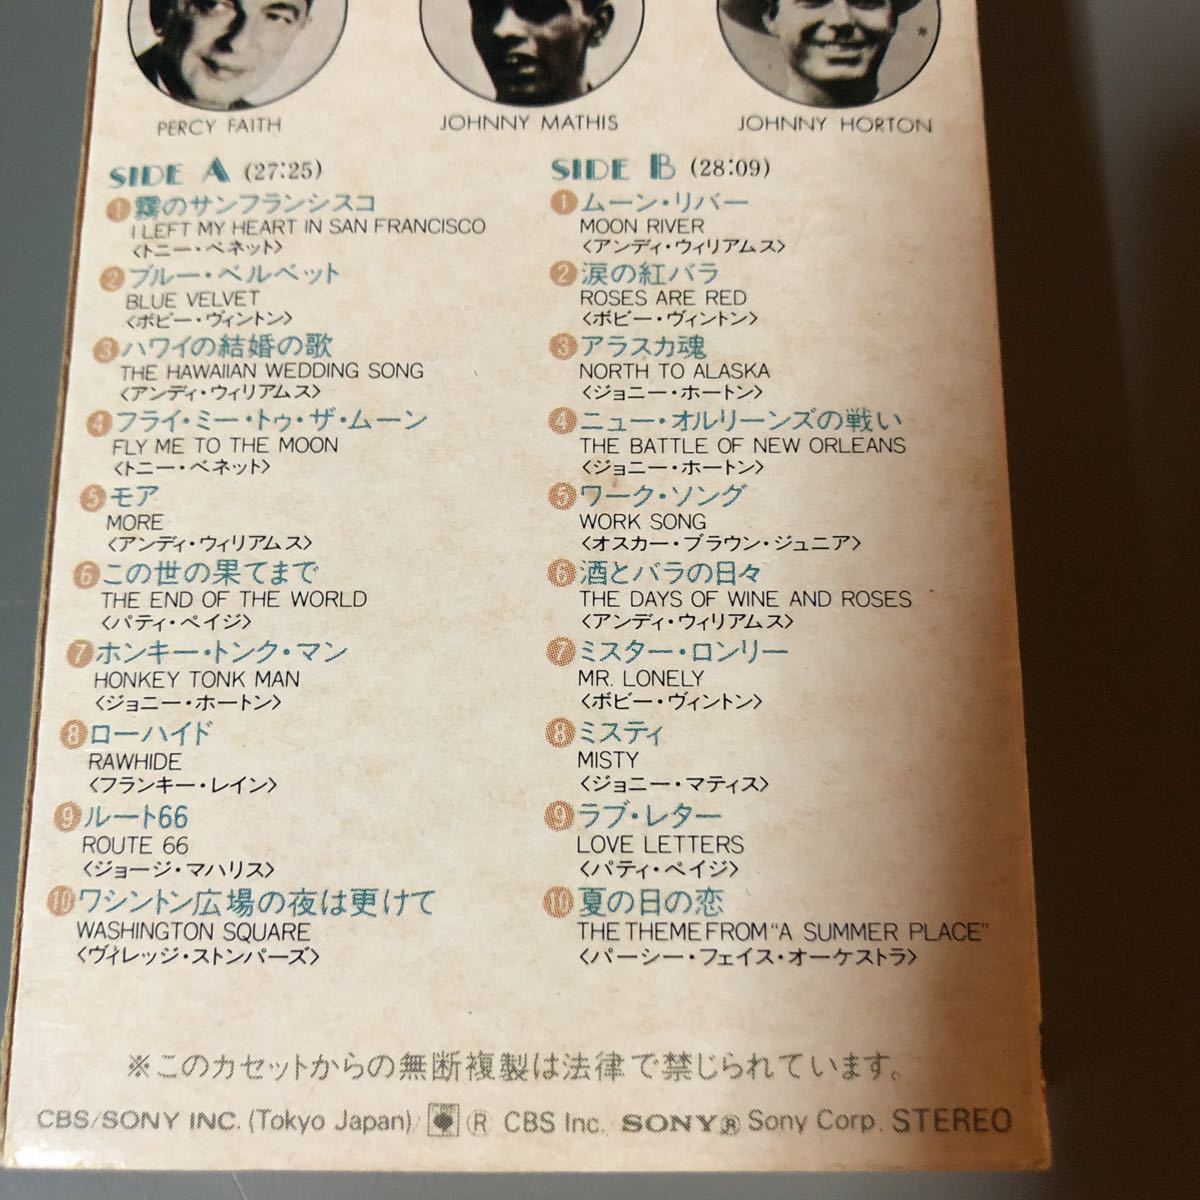 PERCY FAITH
JOHNNY MATHIS
JOHNNY HORTON
SIDE A (27:25)
1 霧のサンフランシスコ
I LEFT MY HEART IN SAN FRANCISCO
〈トニー・ベネット〉
2 ブルー・ベルベット
BLUE VELVET
〈ボビー・ヴィントン〉
3 ハワイの結婚の歌
THE HAWAIIAN WEDDING SONG
〈アンディ・ウィリアムス〉
4 フライ・ミー・トゥ・ザ・ムーン
FLY ME TO THE MOON
〈トニー・ベネット〉
5 モア
MORE
〈アンディ・ウィリアムス〉
6 この世の果てまで
THE END OF THE WORLD
〈パティ・ペイジ〉
7 ホンキー・トンク・マン
HONKEY TONK MAN
〈ジョニー・ホートン〉
8 ローハイド
RAWHIDE
〈フランキー・レイン〉
9 ルート66
ROUTE 66
〈ジョージ・マハリス〉
10 ワシントン広場の夜は更けて
WASHINGTON SQUARE
〈ヴィレッジ・ストンパーズ〉
SIDE B (28:09)
1 ムーン・リバー
MOON RIVER
〈アンディ・ウィリアムス〉
2 涙の紅バラ
ROSES ARE RED
〈ボビー・ヴィントン〉
3 アラスカ魂
NORTH TO ALASKA
〈ジョニー・ホートン〉
4 ニュー・オルリーンズの戦い
THE BATTLE OF NEW ORLEANS
〈ジョニー・ホートン〉
5 ワーク・ソング
WORK SONG
〈オスカー・ブラウン・ジュニア〉
6 酒とバラの日々
THE DAYS OF WINE AND ROSES
〈アンディ・ウィリアムス〉
7 ミスター・ロンリー
MR. LONELY
〈ボビー・ヴィントン〉
8 ミスティ
MISTY
〈ジョニー・マティス〉
9 ラブ・レター
LOVE LETTERS
〈パティ・ペイジ〉
10 夏の日の恋
THE THEME FROM "A SUMMER PLACE"
〈パーシー・フェイス・オーケストラ〉
※このカセットからの無断複製は法律で禁じられています。
CBS/SONY INC. (Tokyo Japan)/ Ⓡ CBS Inc. SONY® Sony Corp. STEREO